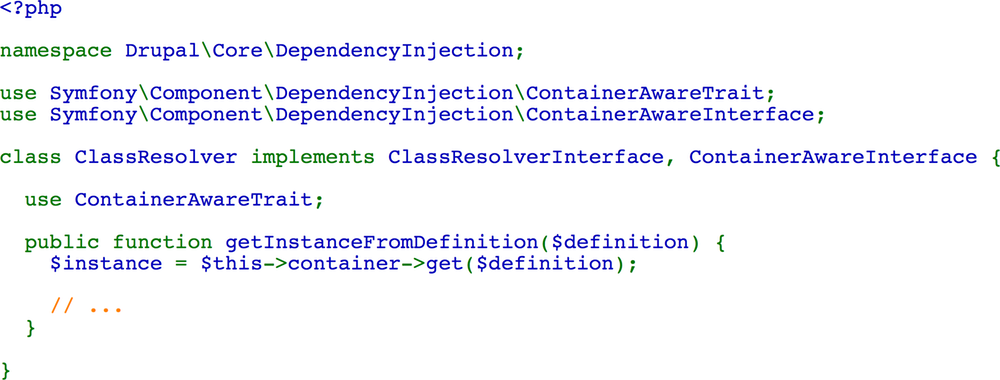 <?php
namespace Drupal\Core\DependencyInjection;
use Symfony\Component\DependencyInjection\ContainerAwareTrait;
use Symfony\Component\DependencyInjection\ContainerAwareInterface;
class ClassResolver implements ClassResolverInterface, ContainerAwareInterface {
use ContainerAwareTrait;
public function getInstanceFromDefinition($definition) {
$instance = $this->container->get($definition);
// ...
}
}